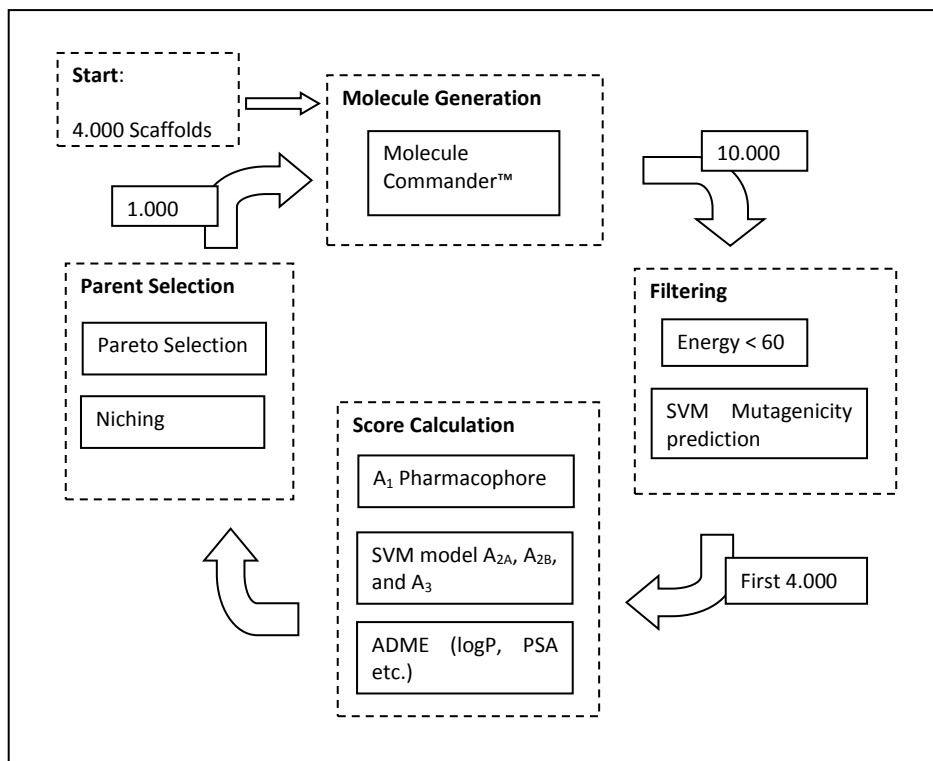 Start:
4.000 Scaffolds
Molecule Generation
Molecule
Commander™
10.000
1.000
Parent Selection
Pareto Selection
Niching
Filtering
Energy < 60
SVM Mutagenicity
prediction
Score Calculation
A₁ Pharmacophore
SVM model A₂A, A₂B,
and A₃
ADME (logP, PSA
etc.)
First 4.000